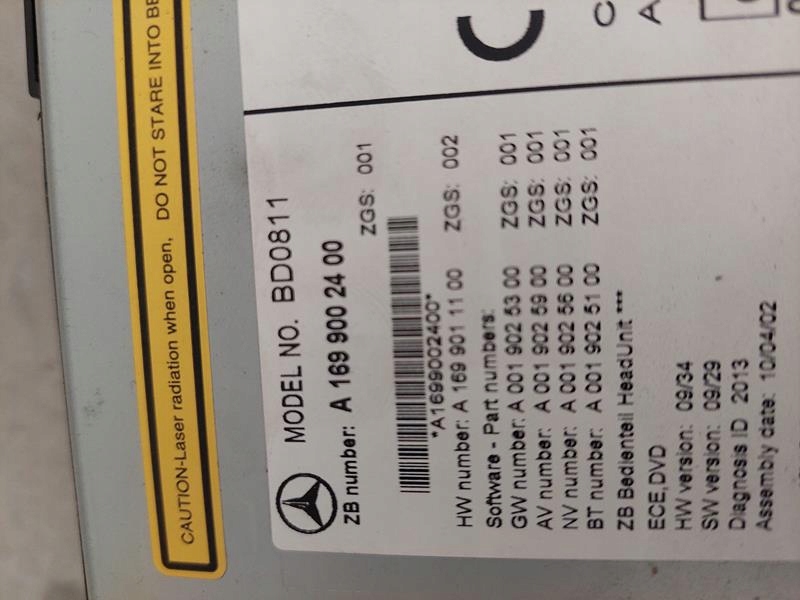 CAUTION-Laser radiation when open, DO NOT STARE INTO BE
MODEL NO. BD0811
ZB number: A 169 900 24 00
ZGS: 001
*A1699002400*
HW number: A 169 901 11 00 ZGS: 002
Software - Part numbers:
GW number: A 001 902 53 00 ZGS: 001
AV number: A 001 902 59 00 ZGS: 001
NV number: A 001 902 56 00 ZGS: 001
BT number: A 001 902 51 00 ZGS: 001
ZB Bedienteil HeadUnit ***
ECE,DVD
HW version: 09/34
SW version: 09/29
Diagnosis ID 2013
Assembly date: 10/04/02